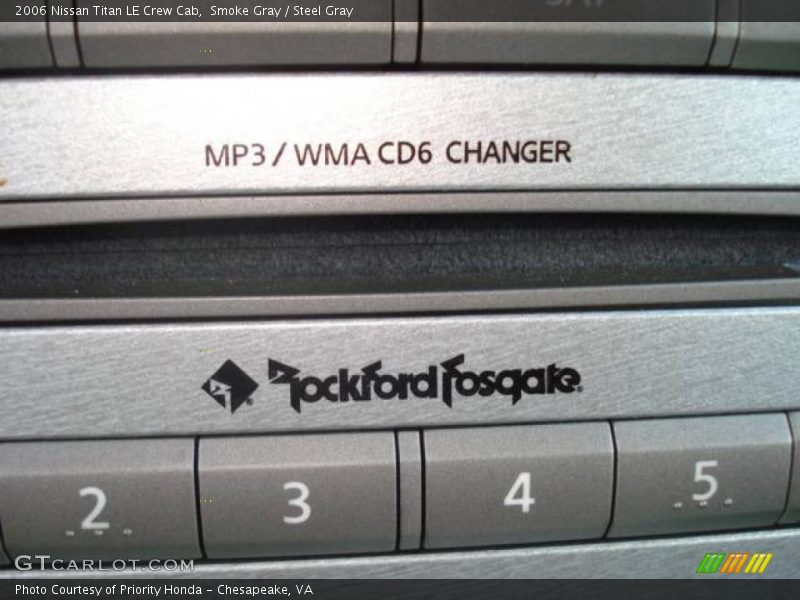 2006 Nissan Titan LE Crew Cab,  Smoke Gray / Steel Gray
MP3 / WMA CD6 CHANGER
Rockford Fosgate
2 3 4 5
GTCARLOT.COM
Photo Courtesy of Priority Honda - Chesapeake, VA